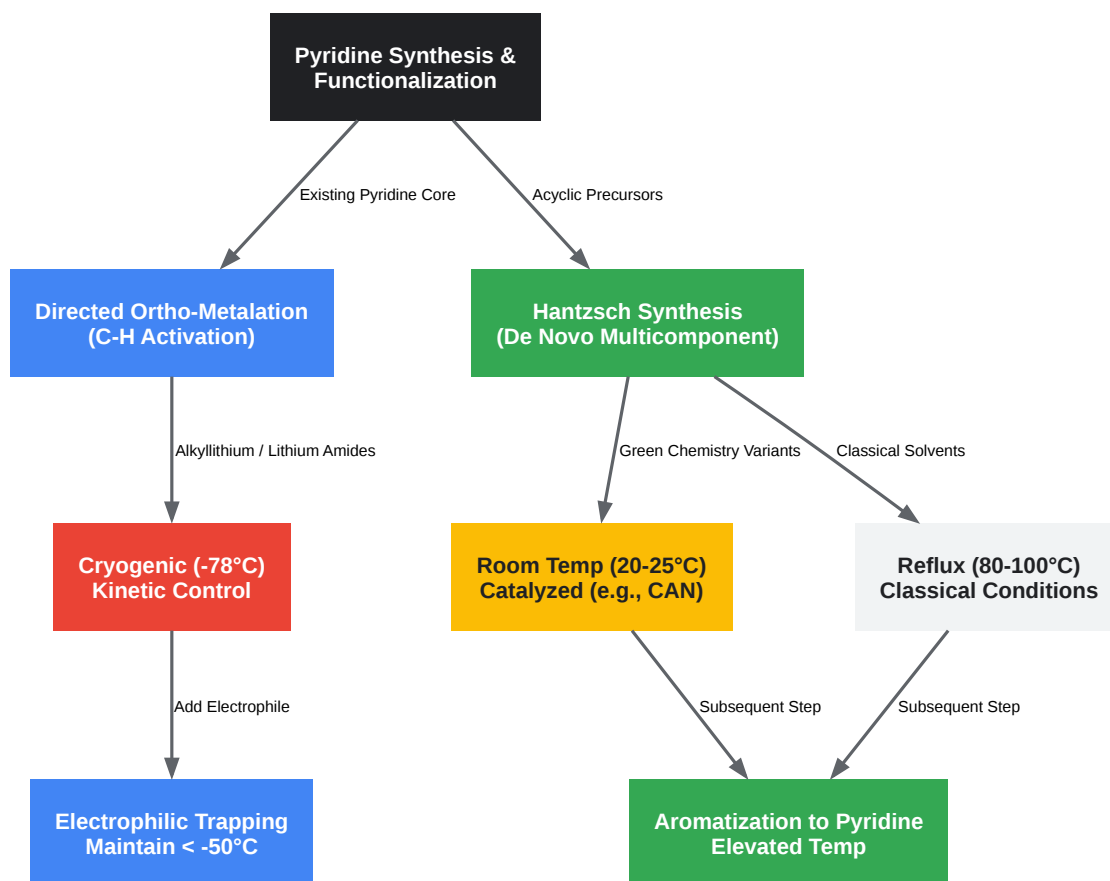 Pyridine Synthesis &
Functionalization
Existing Pyridine Core
Acyclic Precursors
Directed Ortho-Metalation
(C-H Activation)
Hantzsch Synthesis
(De Novo Multicomponent)
Alkyllithium / Lithium Amides
Green Chemistry Variants
Classical Solvents
Cryogenic (-78°C)
Kinetic Control
Room Temp (20-25°C)
Catalyzed (e.g., CAN)
Reflux (80-100°C)
Classical Conditions
Add Electrophile
Subsequent Step
Subsequent Step
Electrophilic Trapping
Maintain < -50°C
Aromatization to Pyridine
Elevated Temp